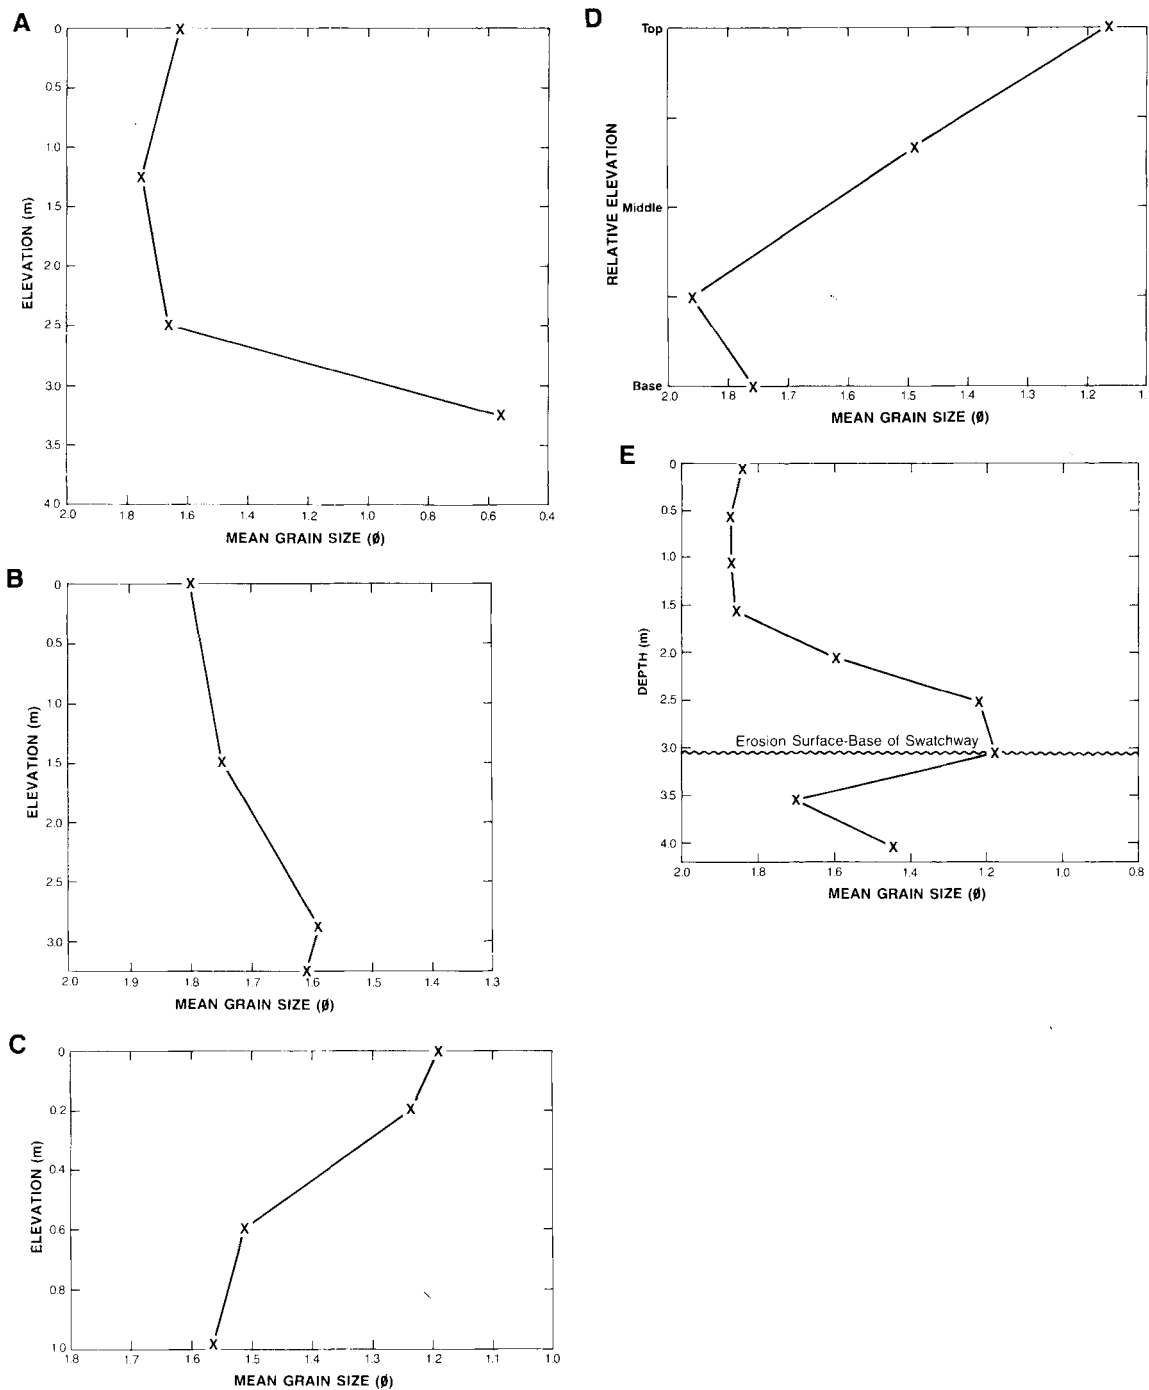 A
0
0.5
1.0
1.5
2.0
2.5
3.0
3.5
4.0
ELEVATION (m)
2.0 1.8 1.6 1.4 1.2 1.0 0.8 0.6 0.4
MEAN GRAIN SIZE (Ø)
B
0
0.5
1.0
1.5
2.0
2.5
3.0
ELEVATION (m)
2.0 1.9 1.8 1.7 1.6 1.5 1.4 1.3
MEAN GRAIN SIZE (Ø)
C
0
0.2
0.4
0.6
0.8
1.0
ELEVATION (m)
1.8 1.7 1.6 1.5 1.4 1.3 1.2 1.1 1.0
MEAN GRAIN SIZE (Ø)
D
Top
Middle
Base
RELATIVE ELEVATION
2.0 1.8 1.7 1.6 1.5 1.4 1.3 1.2 1.
MEAN GRAIN SIZE (Ø)
E
0
0.5
1.0
1.5
2.0
2.5
3.0
3.5
4.0
DEPTH (m)
Erosion Surface-Base of Swatchway
2.0 1.8 1.6 1.4 1.2 1.0 0.8
MEAN GRAIN SIZE (Ø)